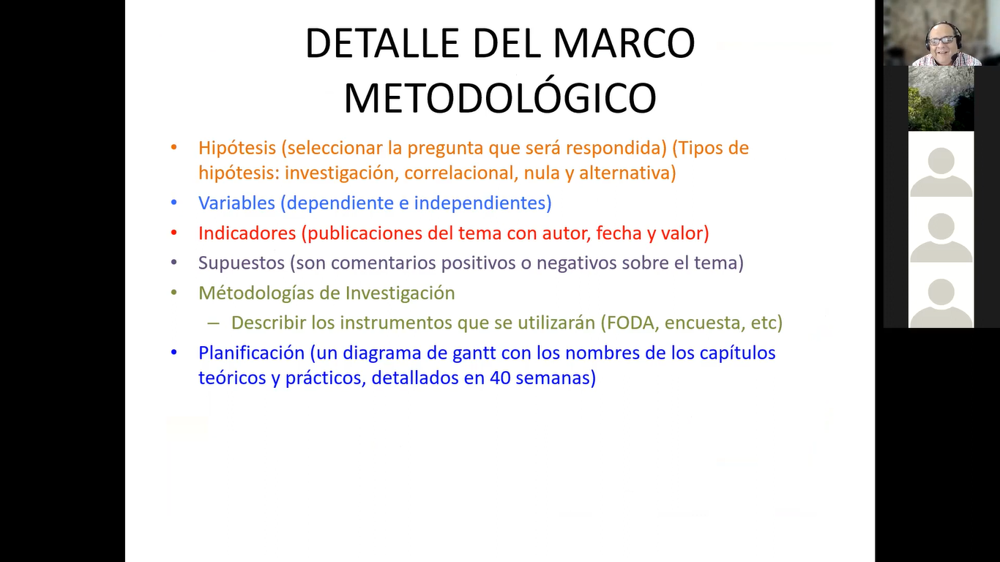 DETALLE DEL MARCO
METODOLÓGICO
• Hipótesis (seleccionar la pregunta que será respondida) (Tipos de
hipótesis: investigación, correlacional, nula y alternativa)
• Variables (dependiente e independientes)
• Indicadores (publicaciones del tema con autor, fecha y valor)
• Supuestos (son comentarios positivos o negativos sobre el tema)
• Métodologías de Investigación
– Describir los instrumentos que se utilizarán (FODA, encuesta, etc)
• Planificación (un diagrama de gantt con los nombres de los capítulos
teóricos y prácticos, detallados en 40 semanas)